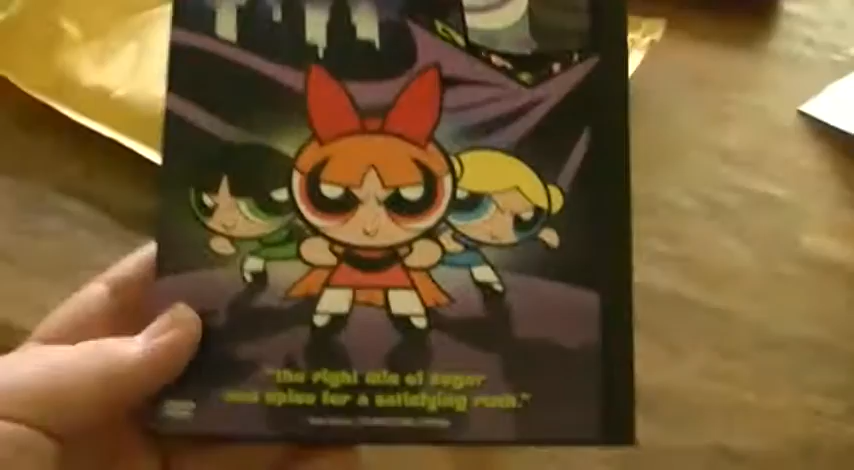 "the right mix of sugar
and spice for a satisfying rush."